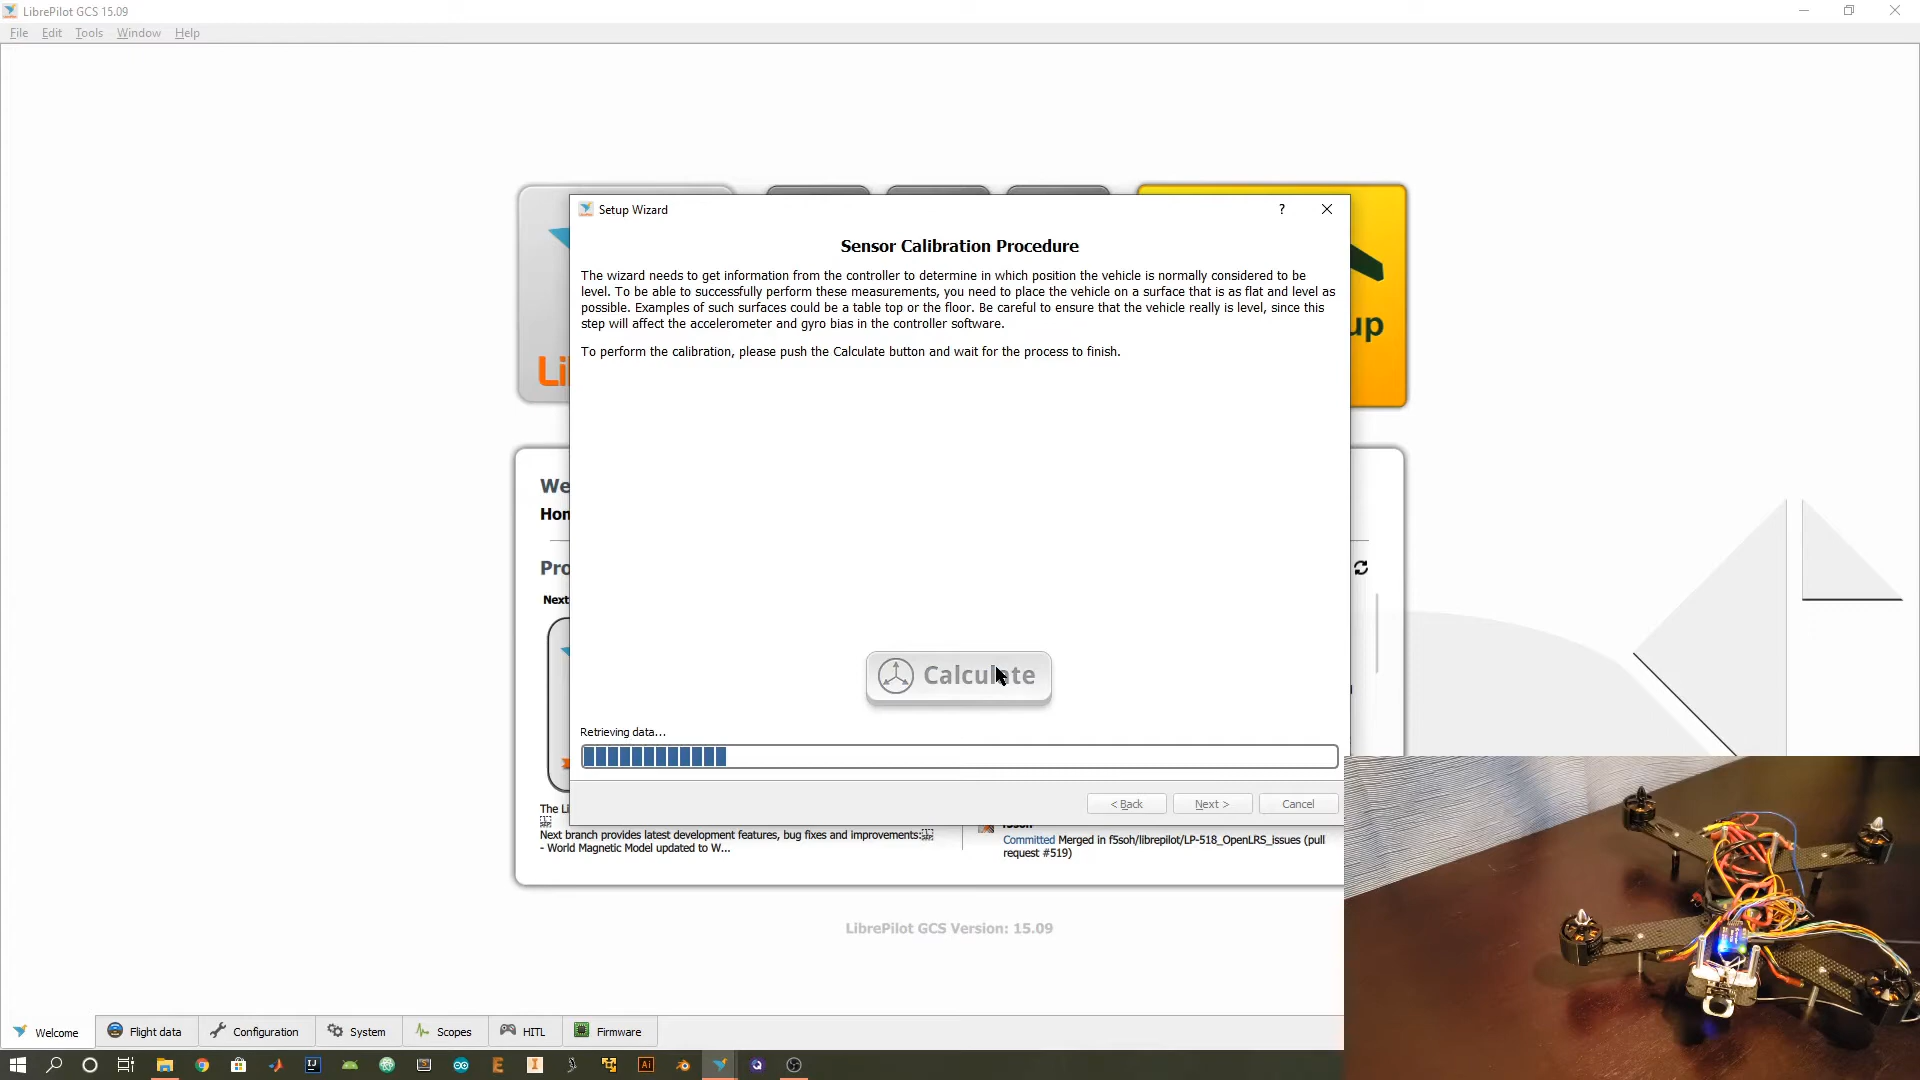 LibrePilot GCS 15.09
File Edit Tools Window Help
Setup Wizard
?
Sensor Calibration Procedure
The wizard needs to get information from the controller to determine in which position the vehicle is normally considered to be
level. To be able to successfully perform these measurements, you need to place the vehicle on a surface that is as flat and level as
possible. Examples of such surfaces could be a table top or the floor. Be careful to ensure that the vehicle really is level, since this
step will affect the accelerometer and gyro bias in the controller software.
To perform the calibration, please push the Calculate button and wait for the process to finish.
up
Li
We
Hon
Pro
Next
Calculate
Retrieving data...
< Back Next > Cancel
The Li
Next branch provides latest development features, bug fixes and improvements:
- World Magnetic Model updated to W...
f5soh
Committed Merged in f5soh/librepilot/LP-518_OpenLRS_issues (pull
request #519)
LibrePilot GCS Version: 15.09
Welcome Flight data Configuration System Scopes HITL Firmware